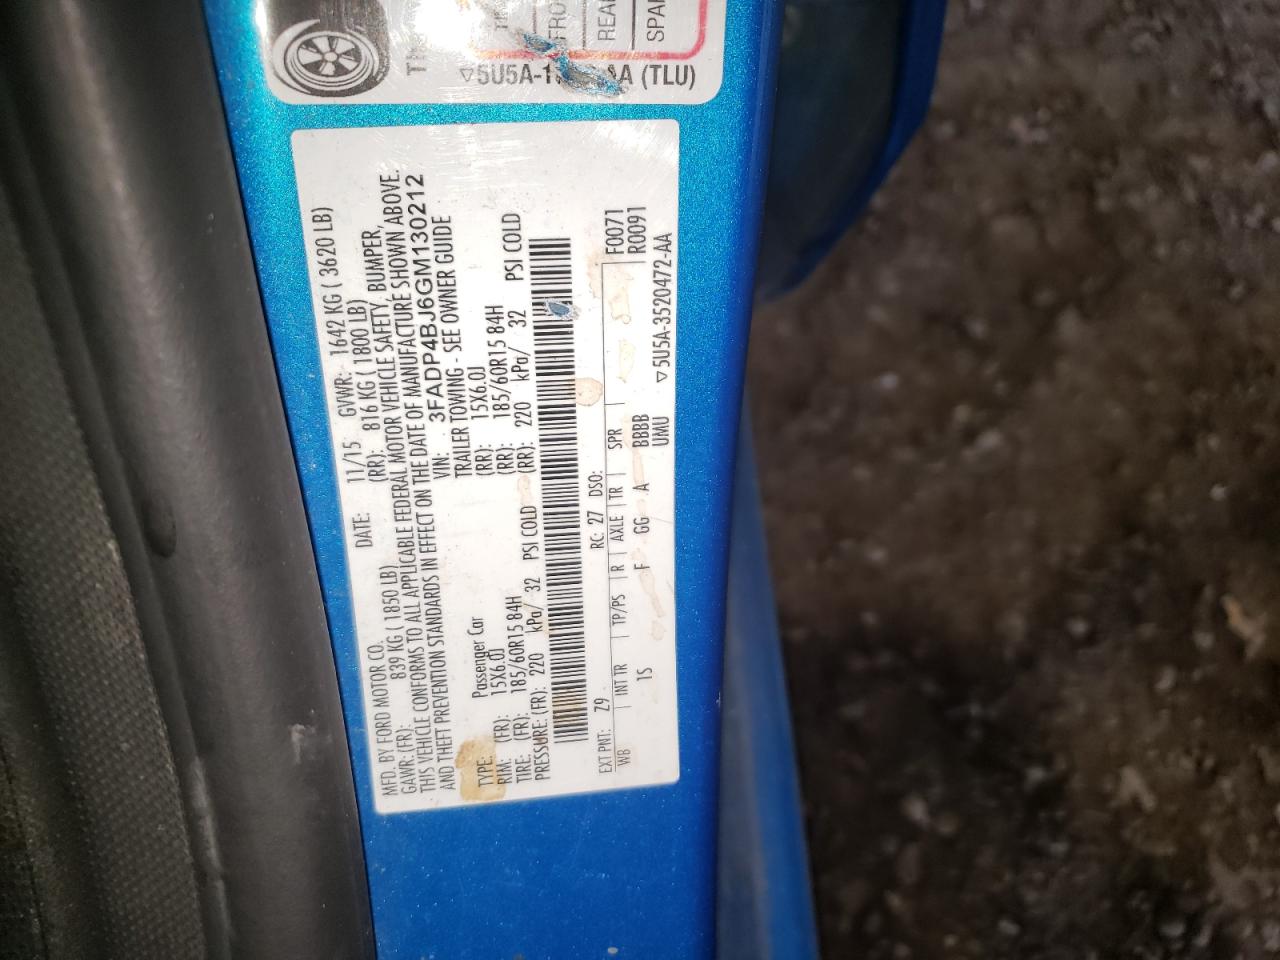 TI
FRO
REAR
SPAR
▽5U5A-1 AA (TLU)
MFD. BY FORD MOTOR CO.
DATE: 11/15 GVWR: 1642 KG ( 3620 LB)
GAWR: (FR): 839 KG ( 1850 LB) (RR): 816 KG ( 1800 LB)
THIS VEHICLE CONFORMS TO ALL APPLICABLE FEDERAL MOTOR VEHICLE SAFETY, BUMPER,
AND THEFT PREVENTION STANDARDS IN EFFECT ON THE DATE OF MANUFACTURE SHOWN ABOVE.
VIN: 3FADP4BJ6GM130212
TYPE: Passenger Car TRAILER TOWING - SEE OWNER GUIDE
RIM: (FR): 15X6.0J (RR): 15X6.0J
TIRE: (FR): 185/60R15 84H (RR): 185/60R15 84H
PRESSURE: (FR): 220 kPa/ 32 PSI COLD (RR): 220 kPa/ 32 PSI COLD
EXT PNT: Z9 RC: 27 DSO: F0071
WB INT TR TP/PS R AXLE TR SPR R0091
1S F GG A BBBB
UMU
▽5U5A-3520472-AA